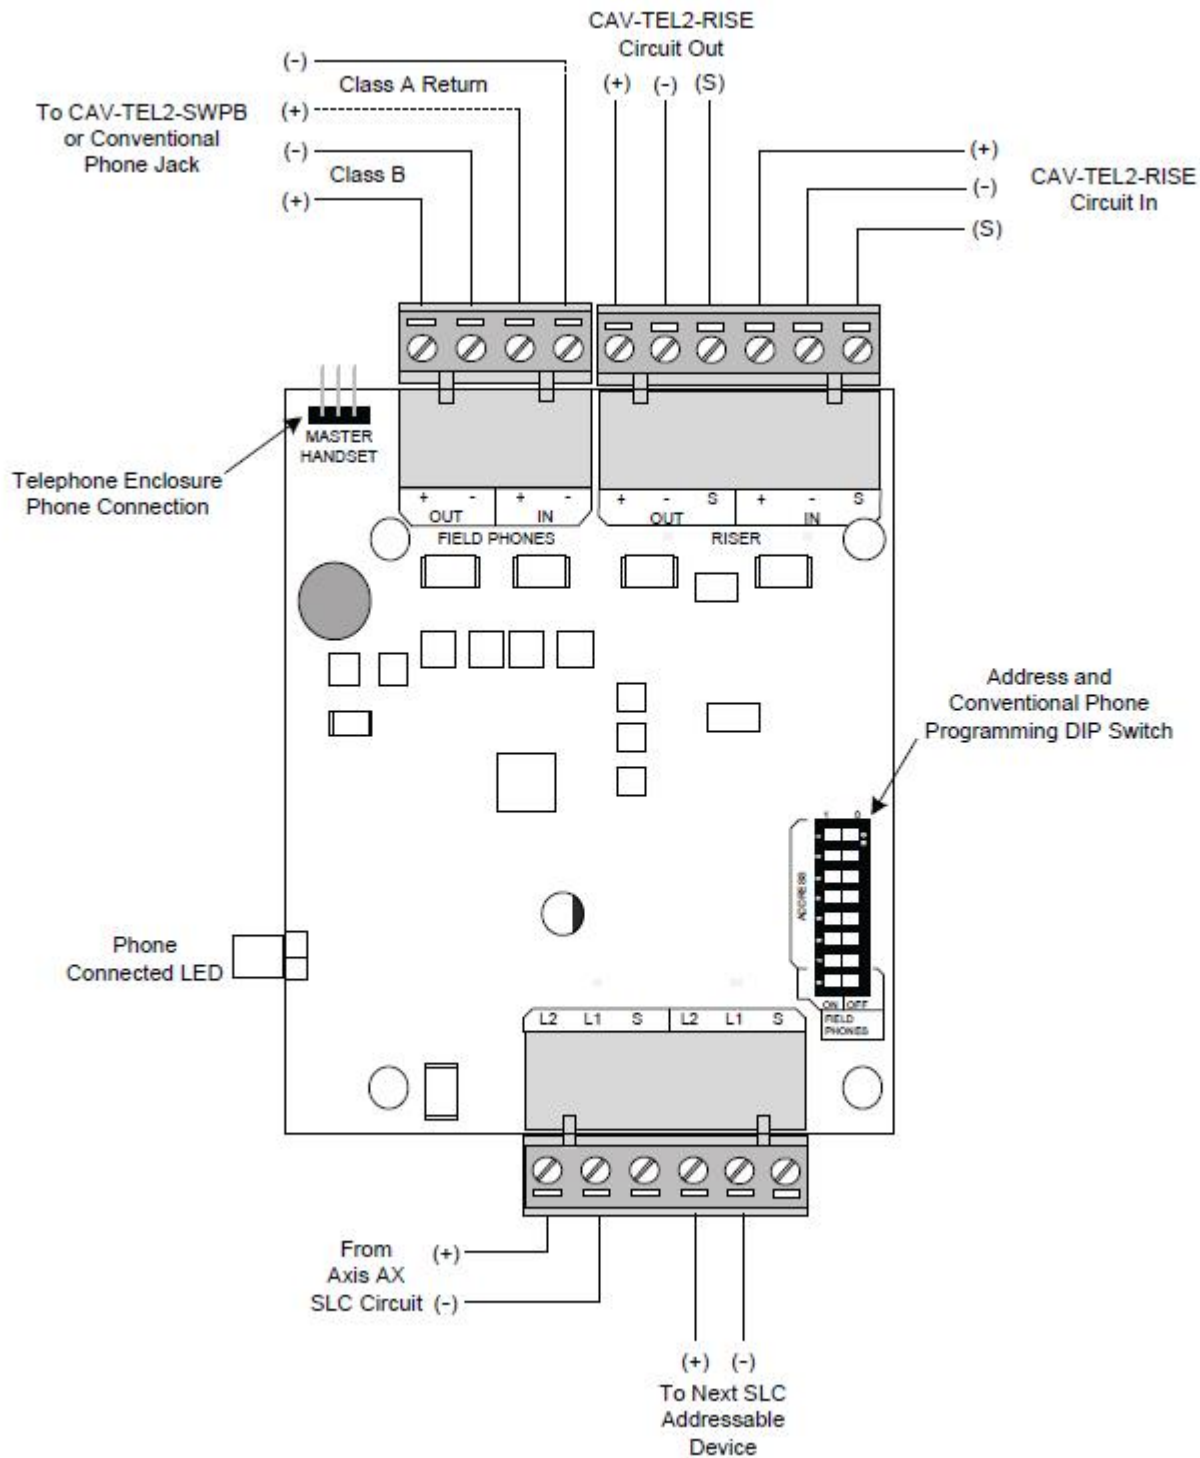 CAV-TEL2-RISE
Circuit Out
(+) (-) (S)
(-)
Class A Return
(+)
To CAV-TEL2-SWPB
or Conventional
Phone Jack
(-)
Class B
(+)
(+)
(-)
(S)
CAV-TEL2-RISE
Circuit In
MASTER
HANDSET
Telephone Enclosure
Phone Connection
+ - + -
OUT IN
FIELD PHONES
+ - S + - S
OUT IN
RISER
Address and
Conventional Phone
Programming DIP Switch
1 0
ADDRESS
ON OFF
FIELD
PHONES
Phone
Connected LED
L2 L1 S L2 L1 S
From
Axis AX
SLC Circuit
(+)
(-)
(+) (-)
To Next SLC
Addressable
Device